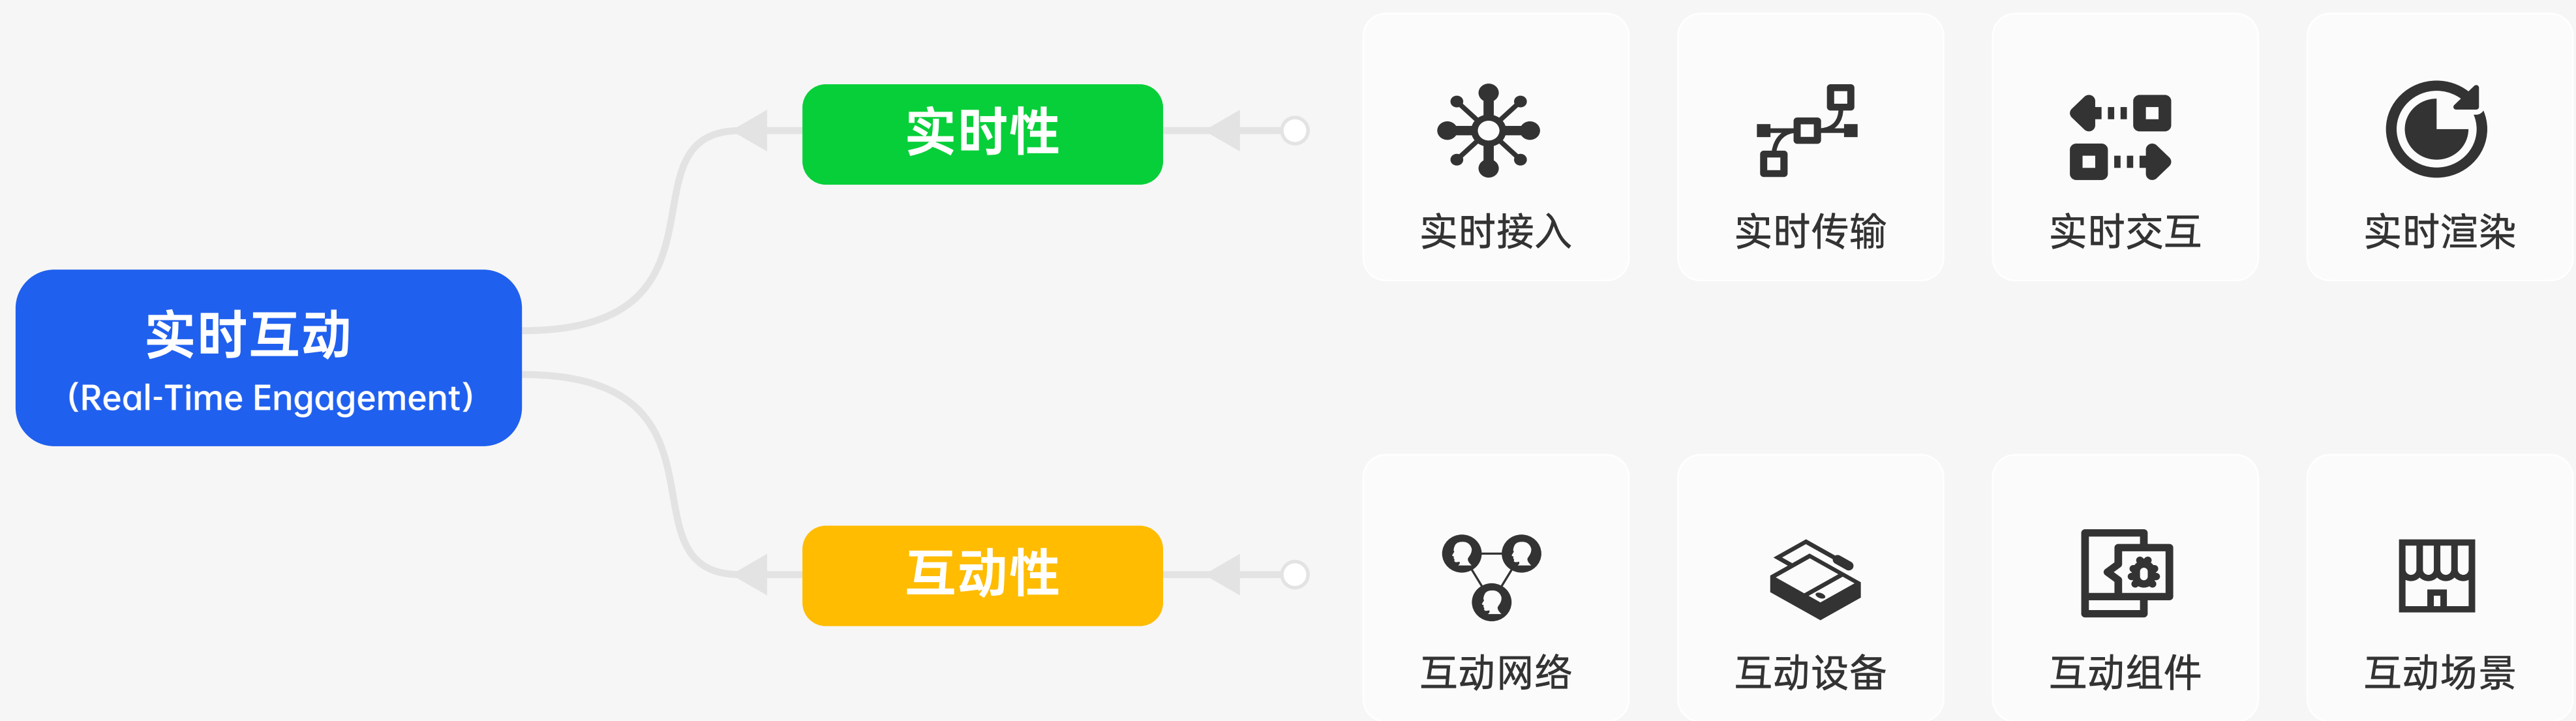 实时性
实时接入
实时传输
实时交互
实时渲染
实时互动
（Real-Time Engagement）
互动性
互动网络
互动设备
互动组件
互动场景